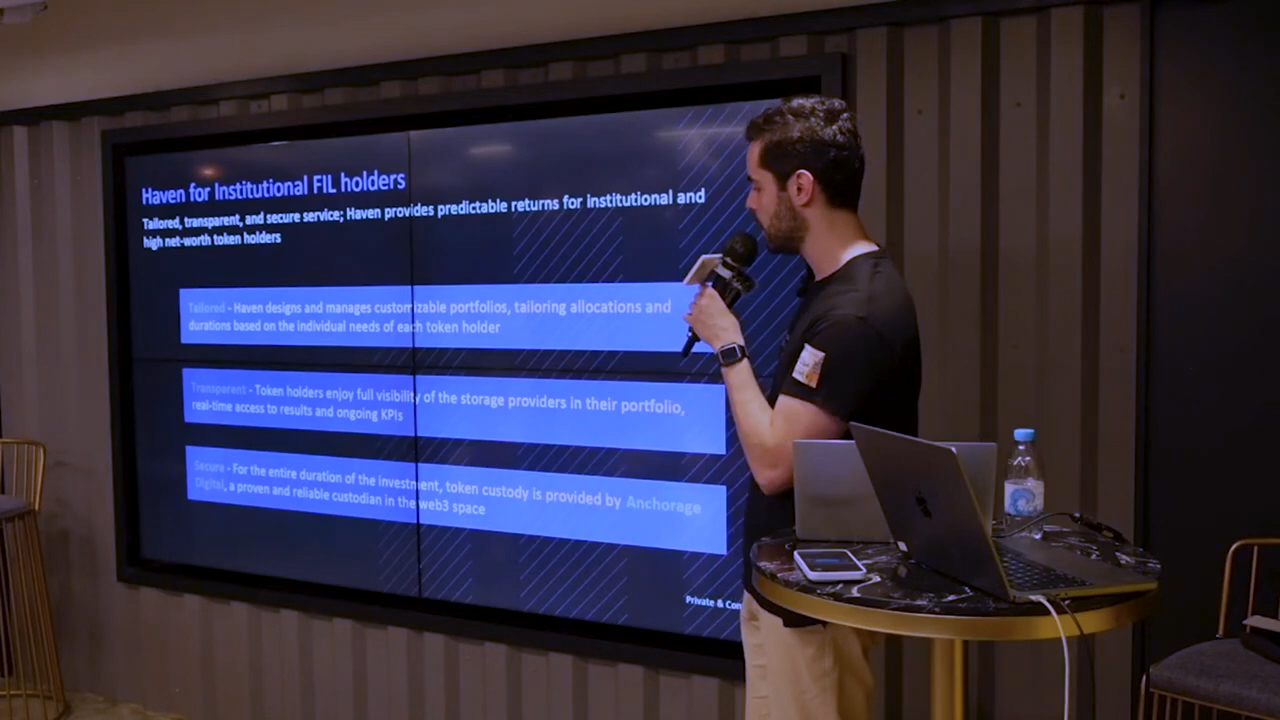 Haven for Institutional FIL holders
Tailored, transparent, and secure service; Haven provides predictable returns for institutional and
high net-worth token holders
Tailored - Haven designs and manages customizable portfolios, tailoring allocations and
durations based on the individual needs of each token holder
Transparent - Token holders enjoy full visibility of the storage providers in their portfolio,
real-time access to results and ongoing KPIs
Secure - For the entire duration of the investment, token custody is provided by Anchorage
Digital, a proven and reliable custodian in the web3 space
Private & Con